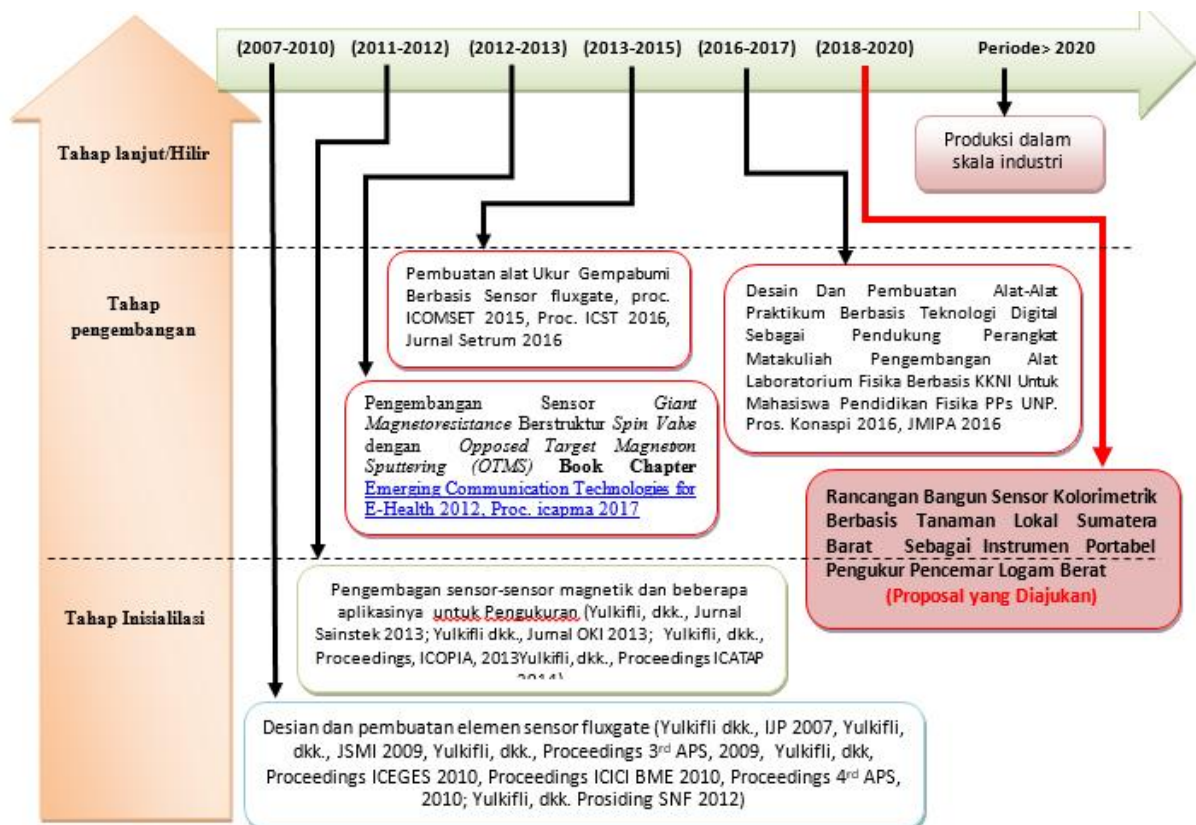 (2007-2010) (2011-2012) (2012-2013) (2013-2015) (2016-2017) (2018-2020) Periode> 2020
Tahap lanjut/Hilir
Produksi dalam
skala industri
Tahap
pengembangan
Pembuatan alat Ukur Gempabumi
Berbasis Sensor fluxgate, proc.
ICOMSET 2015, Proc. ICST 2016,
Jurnal Setrum 2016
Desain Dan Pembuatan Alat-Alat
Praktikum Berbasis Teknologi Digital
Sebagai Pendukung Perangkat
Matakuliah Pengembangan Alat
Laboratorium Fisika Berbasis KKNI Untuk
Mahasiswa Pendidikan Fisika PPs UNP.
Pros. Konaspi 2016, JMIPA 2016
Pengembangan Sensor Giant
Magnetoresistance Berstruktur Spin Valve
dengan Opposed Target Magnetron
Sputtering (OTMS) Book Chapter
Emerging Communication Technologies for
E-Health 2012, Proc. icapma 2017
Rancangan Bangun Sensor Kolorimetrik
Berbasis Tanaman Lokal Sumatera
Barat Sebagai Instrumen Portabel
Pengukur Pencemar Logam Berat
(Proposal yang Diajukan)
Tahap Inisialilasi
Pengembagan sensor-sensor magnetik dan beberapa
aplikasinya untuk Pengukuran (Yulkifli, dkk., Jurnal
Sainstek 2013; Yulkifli dkk., Jurnal OKI 2013; Yulkifli, dkk.,
Proceedings, ICOPIA, 2013Yulkifli, dkk., Proceedings ICATAP
2014)
Desian dan pembuatan elemen sensor fluxgate (Yulkifli dkk., IJP 2007, Yulkifli,
dkk., JSMI 2009, Yulkifli, dkk., Proceedings 3rd APS, 2009, Yulkifli, dkk,
Proceedings ICEGES 2010, Proceedings ICICI BME 2010, Proceedings 4rd APS,
2010; Yulkifli, dkk. Prosiding SNF 2012)